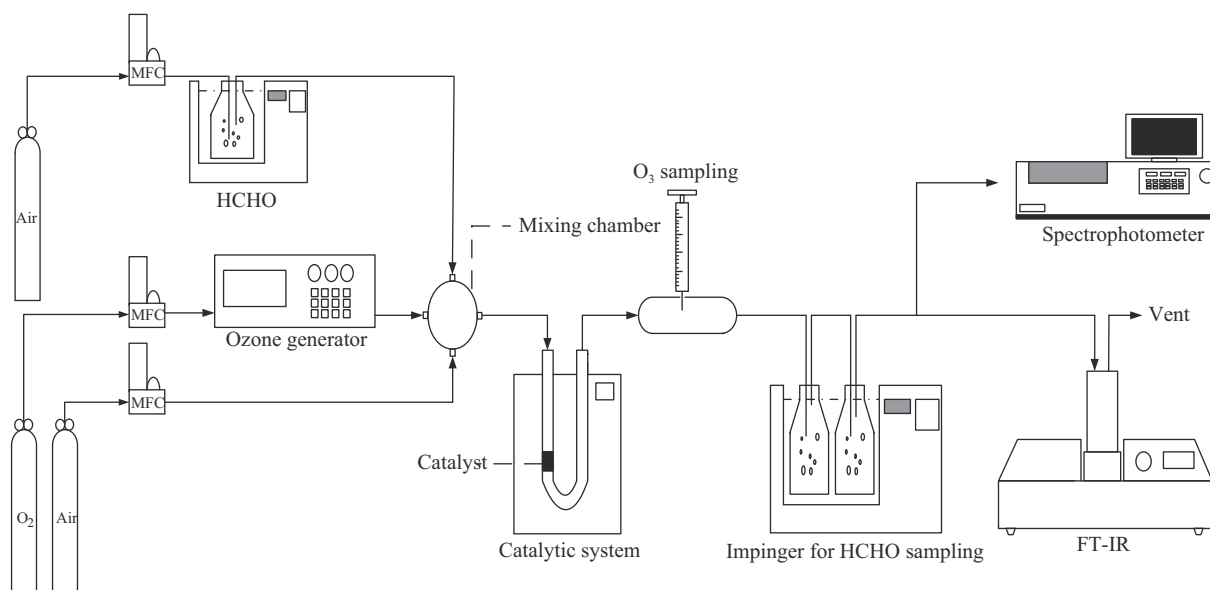 MFC
HCHO
Air
O₃ sampling
Mixing chamber
Spectrophotometer
MFC
Ozone generator
Vent
MFC
Catalyst
O₂
Air
Catalytic system
Impinger for HCHO sampling
FT-IR